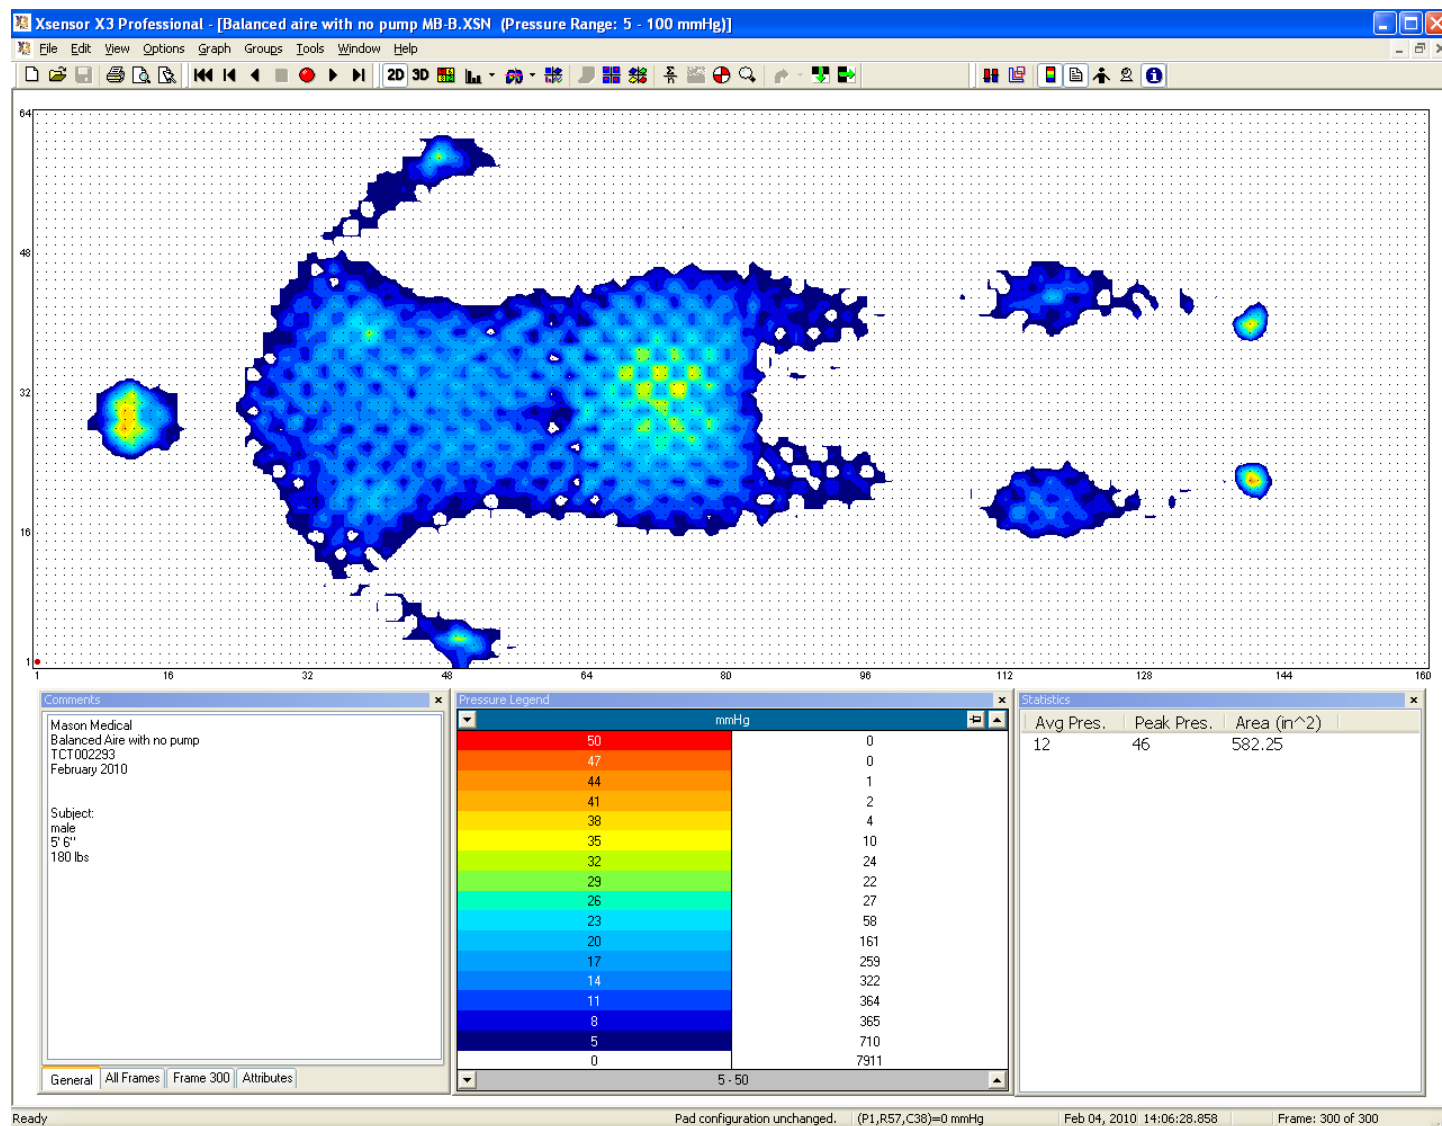 Xsensor X3 Professional - [Balanced aire with no pump MB-B.XSN (Pressure Range: 5 - 100 mmHg)]
File Edit View Options Graph Groups Tools Window Help
2D 3D
64
48
32
16
1
1 16 32 48 64 80 96 112 128 144 160
Comments
Mason Medical
Balanced Aire with no pump
TCT002293
February 2010
Subject:
male
5' 6"
180 lbs
General All Frames Frame 300 Attributes
Pressure Legend
mmHg
50 0
47 0
44 1
41 2
38 4
35 10
32 24
29 22
26 27
23 58
20 161
17 259
14 322
11 364
8 365
5 710
0 7911
5 - 50
Statistics
Avg Pres. Peak Pres. Area (in^2)
12 46 582.25
Ready Pad configuration unchanged. (P1,R57,C38)=0 mmHg Feb 04, 2010 14:06:28.858 Frame: 300 of 300